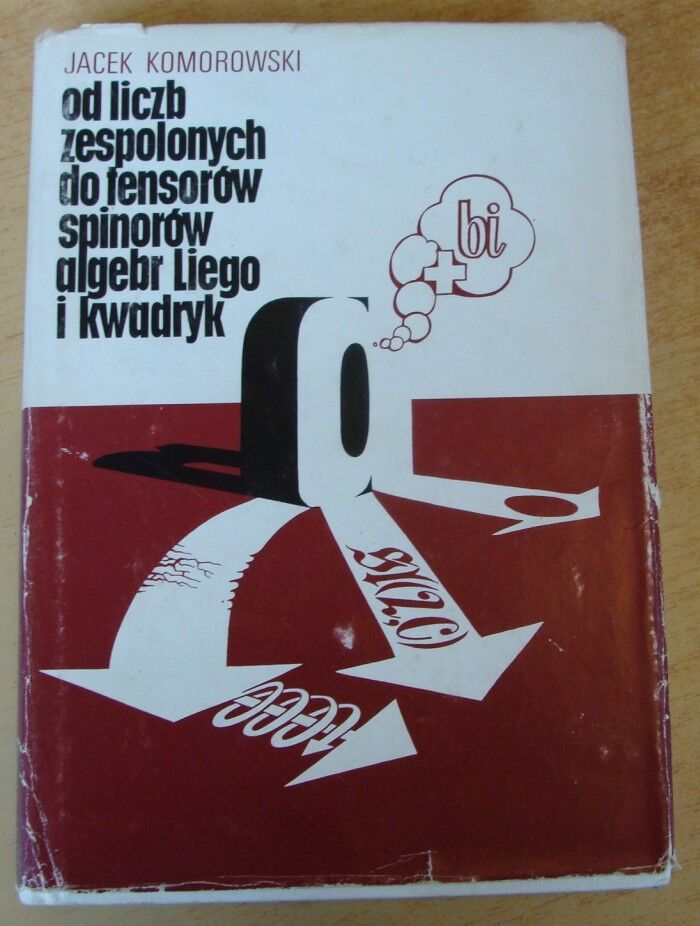 JACEK KOMOROWSKI
od liczb
zespolonych
do tensorów
spinorów
algebr Liego
i kwadryk
bi
+
a